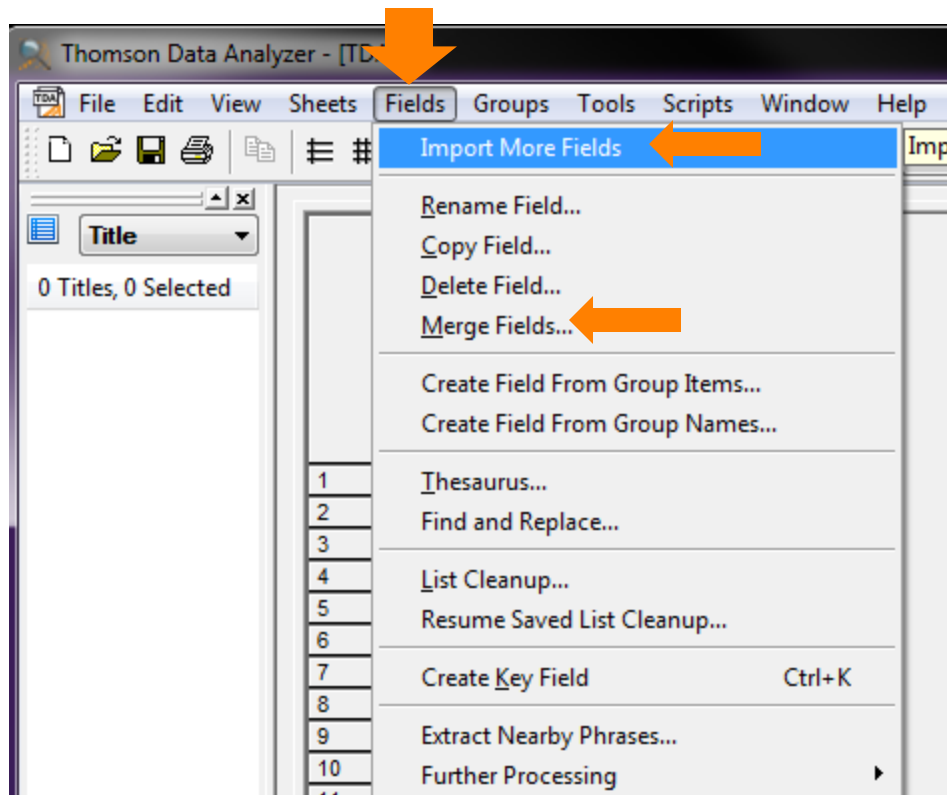 Thomson Data Analyzer - [TD
File Edit View Sheets Fields Groups Tools Scripts Window Help
Import More Fields
Imp
Rename Field...
Title
Copy Field...
0 Titles, 0 Selected
Delete Field...
Merge Fields...
Create Field From Group Items...
Create Field From Group Names...
1
Thesaurus...
2
Find and Replace...
3
4
List Cleanup...
5
Resume Saved List Cleanup...
6
7
Create Key Field Ctrl+K
8
9
Extract Nearby Phrases...
10
Further Processing